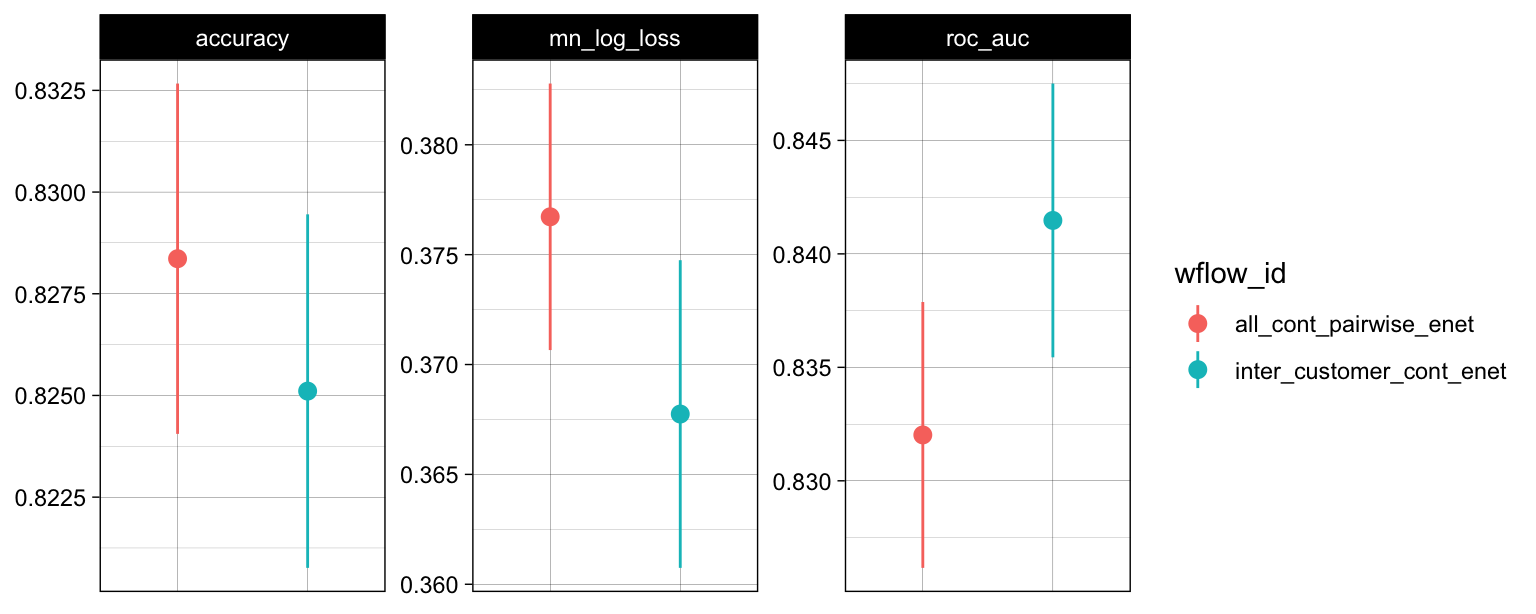 accuracy
0.8325
0.8300
0.8275
0.8250
0.8225
mn_log_loss
0.380
0.375
0.370
0.365
0.360
roc_auc
0.845
0.840
0.835
0.830
wflow_id
all_cont_pairwise_enet
inter_customer_cont_enet